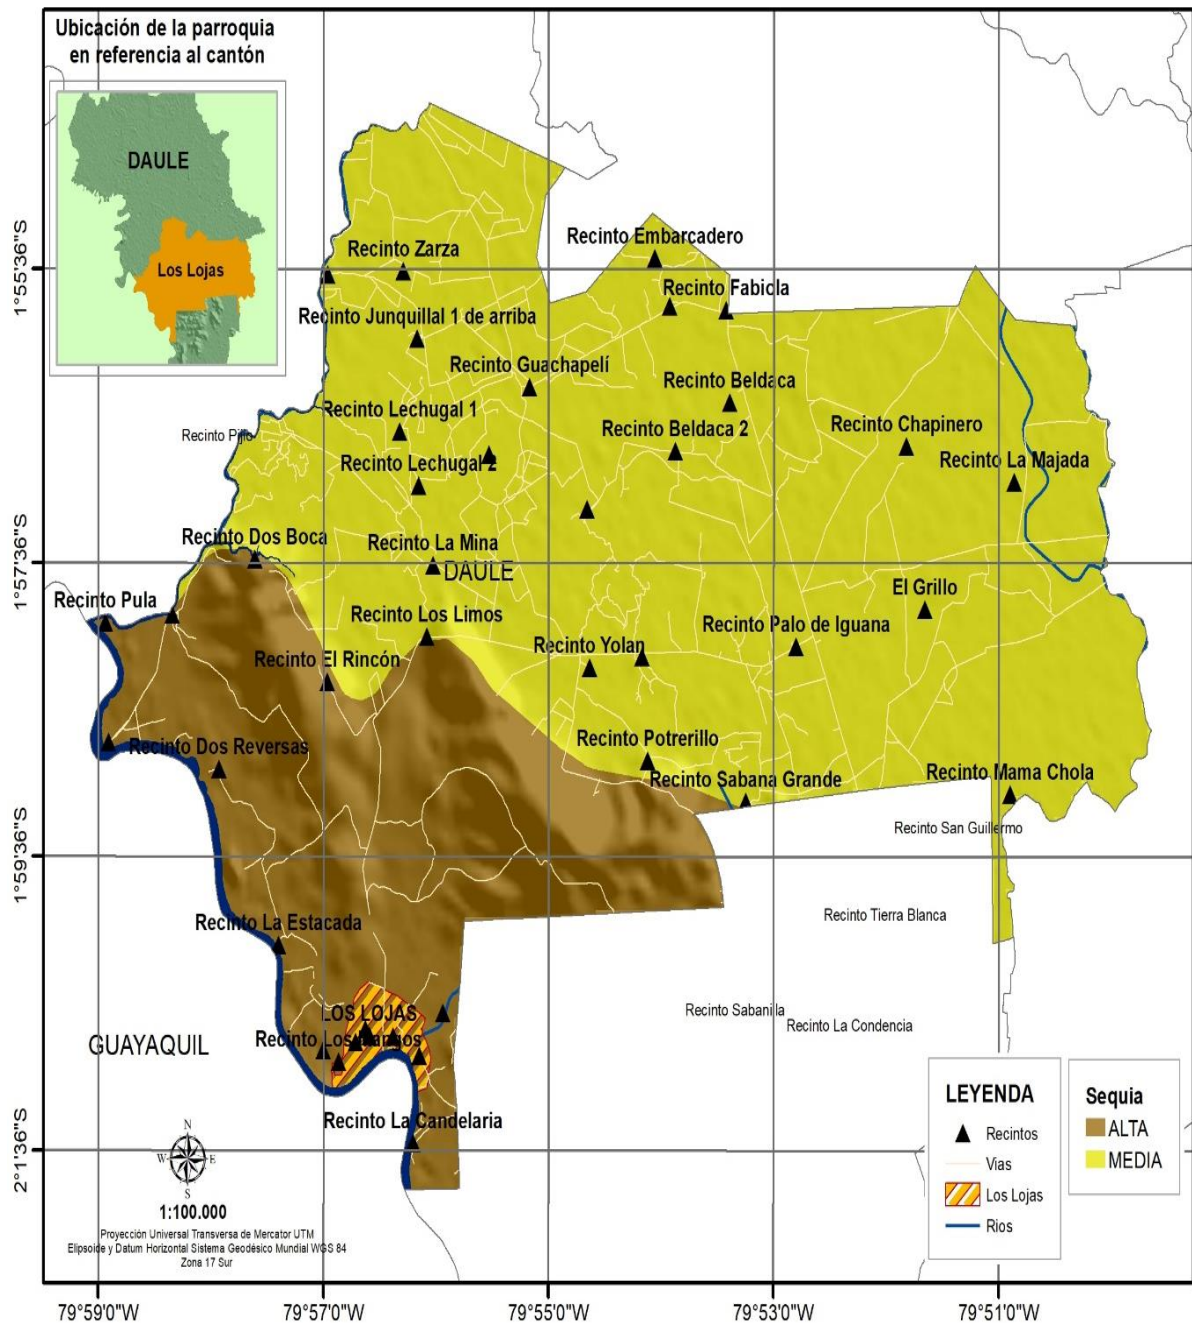 Ubicación de la parroquia
en referencia al cantón
DAULE
Los Lojas
Recinto Embarcadero
Recinto Zarza
Recinto Fabiola
Recinto Junquillal 1 de arriba
Recinto Guachapelí
Recinto Beldaca
Recinto Lechugal 1
Recinto Pijio
Recinto Beldaca 2
Recinto Chapinero
Recinto Lechugal 2
Recinto La Majada
Recinto Dos Boca
Recinto La Mina
DAULE
Recinto Pula
El Grillo
Recinto Los Limos
Recinto Palo de Iguana
Recinto Yolan
Recinto El Rincón
Recinto Dos Reversas
Recinto Potrerillo
Recinto Sabana Grande
Recinto Mama Chola
Recinto San Guillermo
Recinto Tierra Blanca
Recinto La Estacada
Recinto Sabanilla
Recinto La Condencia
LOS LOJAS
GUAYAQUIL
Recinto Los Mangos
Recinto La Candelaria
1°55'36"S
1°57'36"S
1°59'36"S
2°1'36"S
N
W
E
S
1:100.000
Proyección Universal Transversa de Mercator UTM
Elipsoide y Datum Horizontal Sistema Geodésico Mundial WGS 84
Zona 17 Sur
LEYENDA
Recintos
Vias
Los Lojas
Rios
Sequia
ALTA
MEDIA
79°59'0"W
79°57'0"W
79°55'0"W
79°53'0"W
79°51'0"W